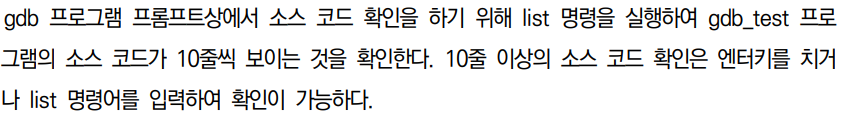 gdb 프로그램 프롬프트상에서 소스 코드 확인을 하기 위해 list 명령을 실행하여 gdb_test 프로
그램의 소스 코드가 10줄씩 보이는 것을 확인한다. 10줄 이상의 소스 코드 확인은 엔터키를 치거
나 list 명령어를 입력하여 확인이 가능하다.